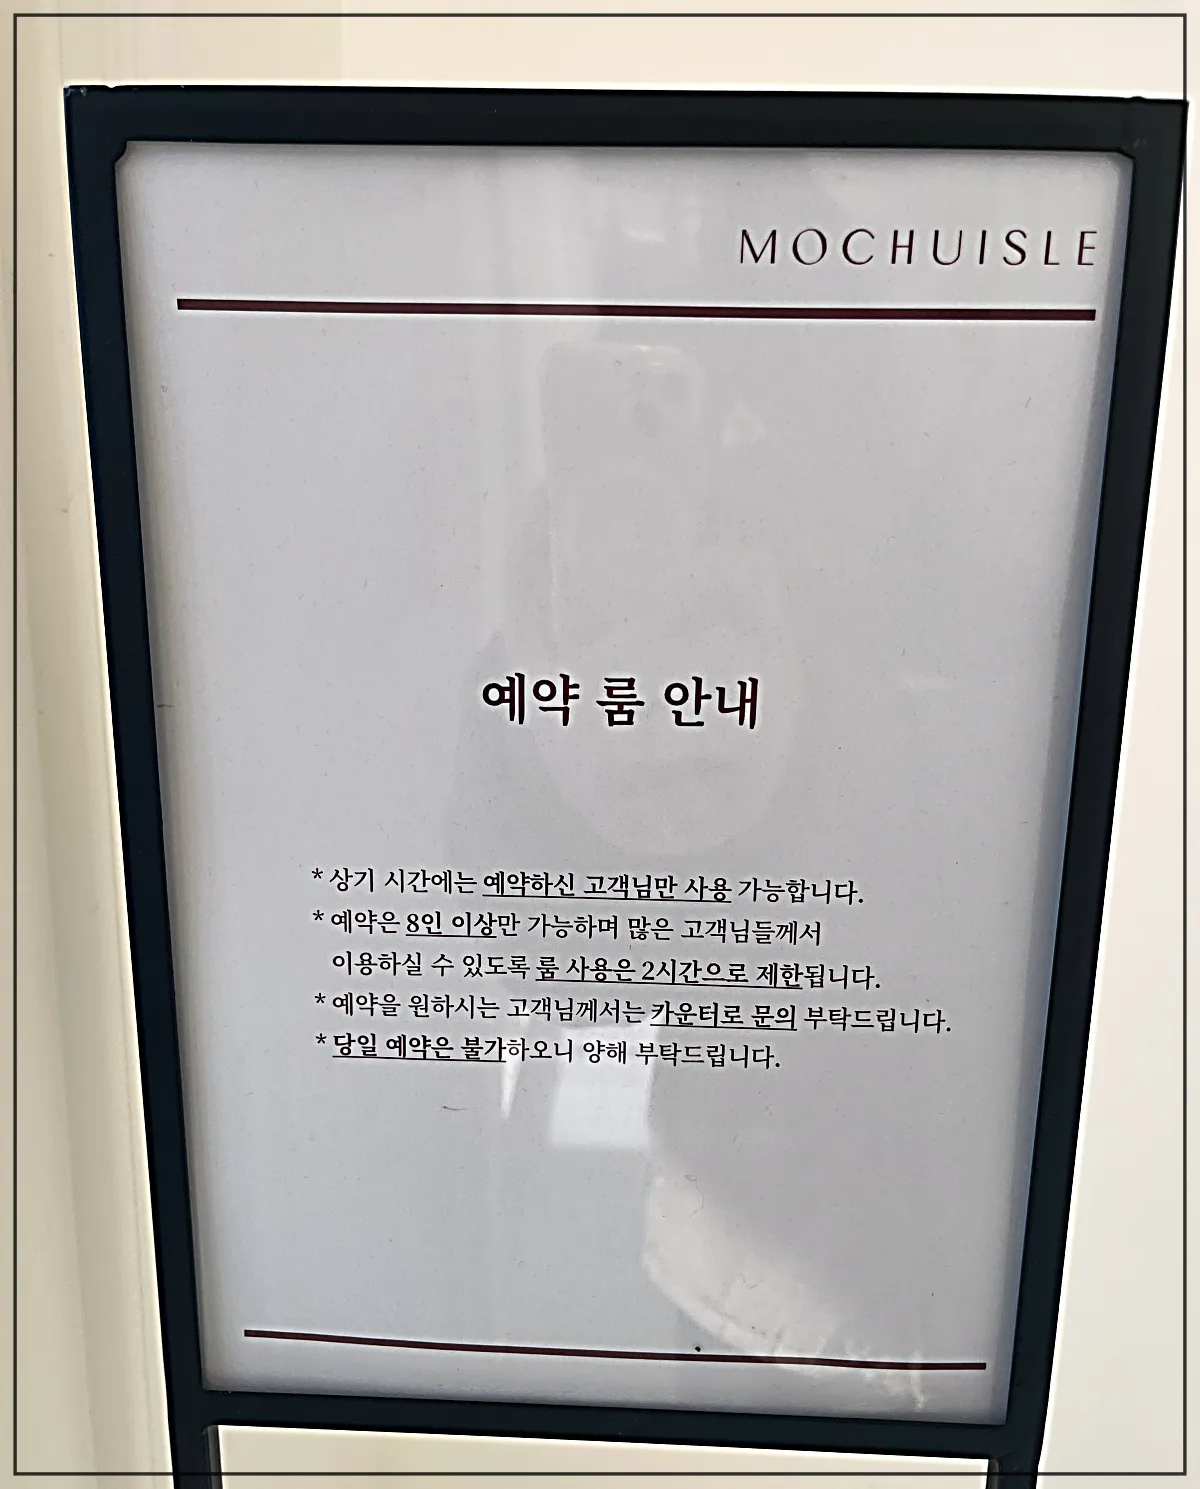 MOCHUISLE
예약 룸 안내
* 상기 시간에는 예약하신 고객님만 사용 가능합니다.
* 예약은 8인 이상만 가능하며 많은 고객님들께서
이용하실 수 있도록 룸 사용은 2시간으로 제한됩니다.
* 예약을 원하시는 고객님께서는 카운터로 문의 부탁드립니다.
* 당일 예약은 불가하오니 양해 부탁드립니다.